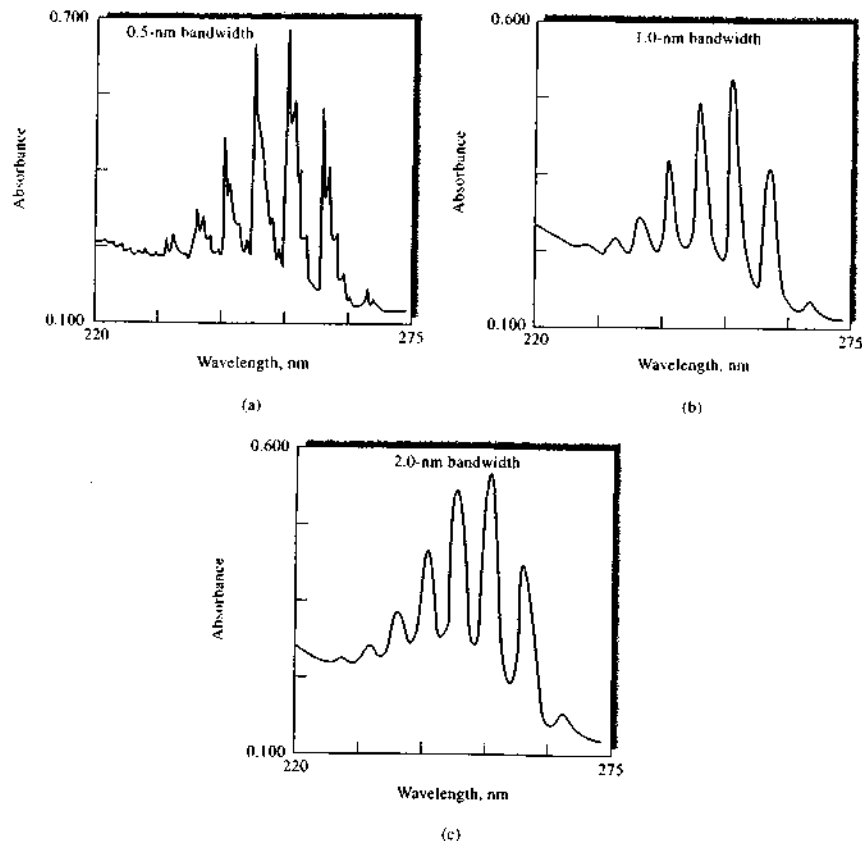 0.700
0.5-nm bandwidth
Absorbance
0.100
220
275
Wavelength, nm
(a)
0.600
1.0-nm bandwidth
Absorbance
0.100
220
275
Wavelength, nm
(b)
0.600
2.0-nm bandwidth
Absorbance
0.100
220
275
Wavelength, nm
(c)